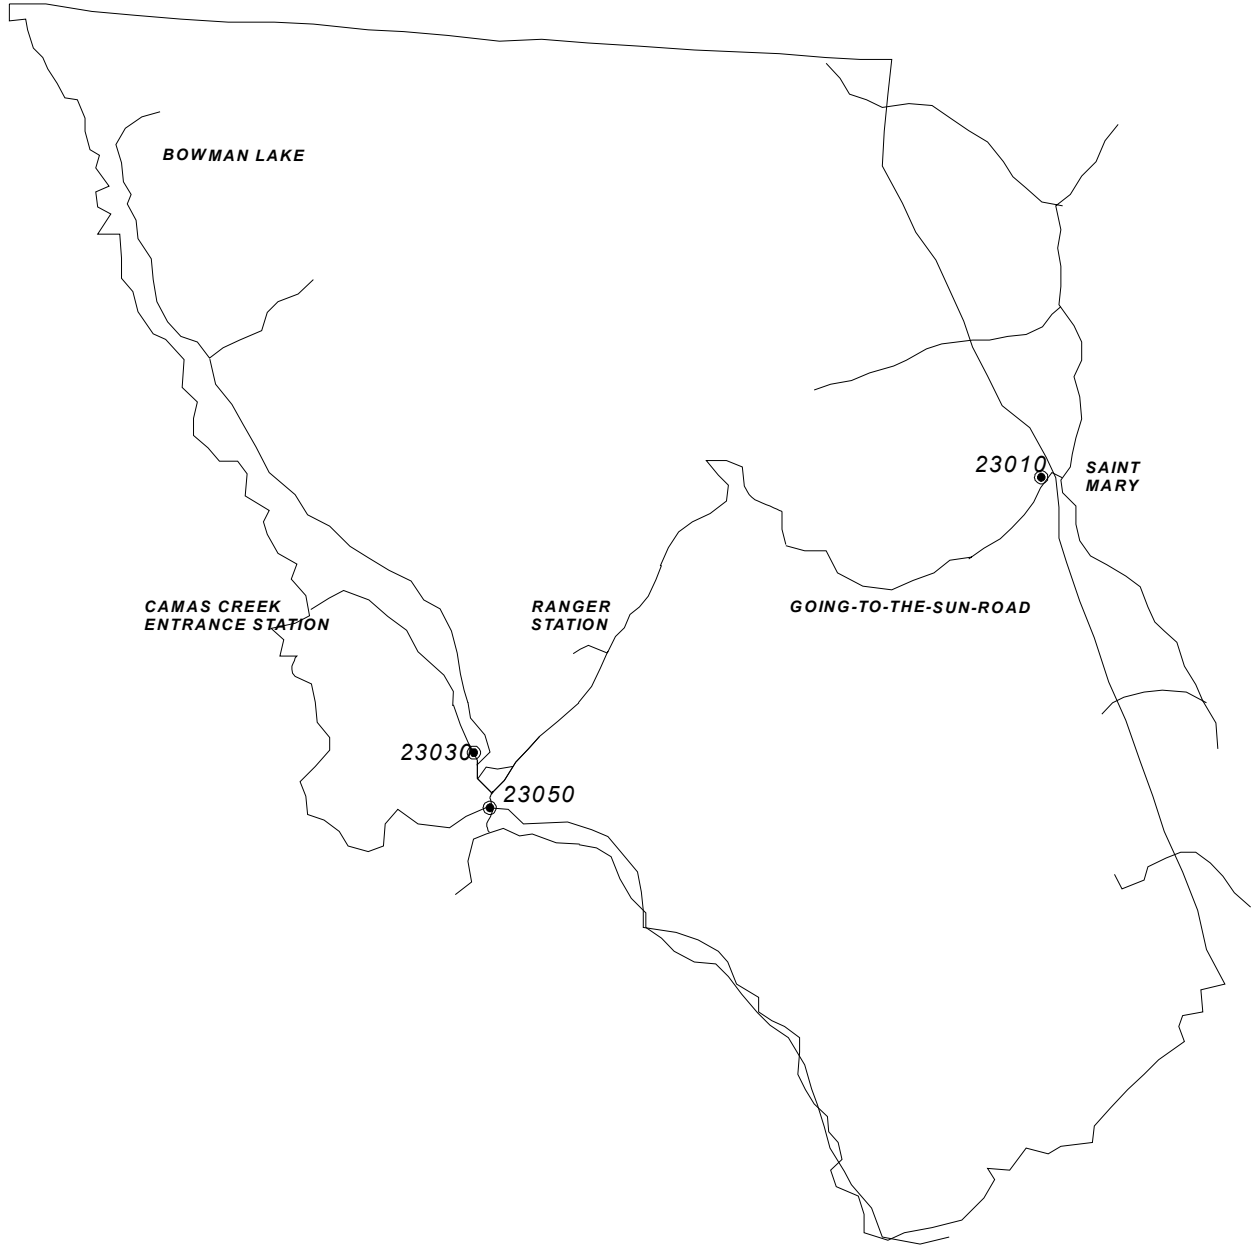 BOWMAN LAKE
23010
SAINT
MARY
CAMAS CREEK
ENTRANCE STATION
RANGER
STATION
GOING-TO-THE-SUN-ROAD
23030
23050